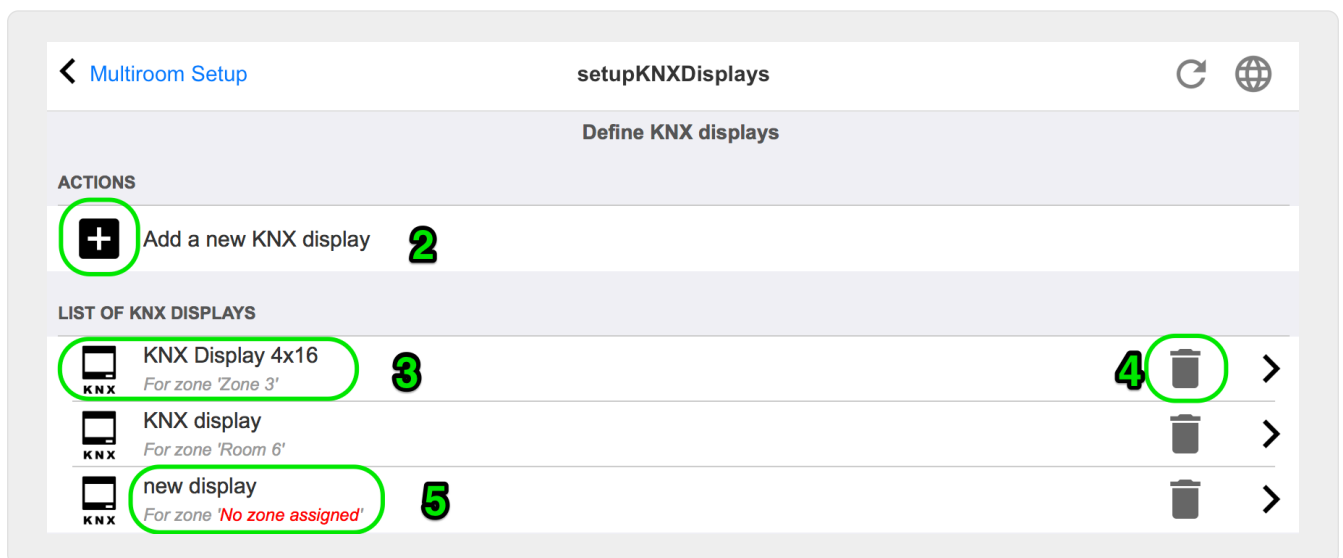 Multiroom Setup
setupKNXDisplays
Define KNX displays
ACTIONS
Add a new KNX display
2
LIST OF KNX DISPLAYS
KNX Display 4x16
KNX
For zone 'Zone 3'
3
4
KNX display
KNX
For zone 'Room 6'
new display
KNX
For zone 'No zone assigned'
5